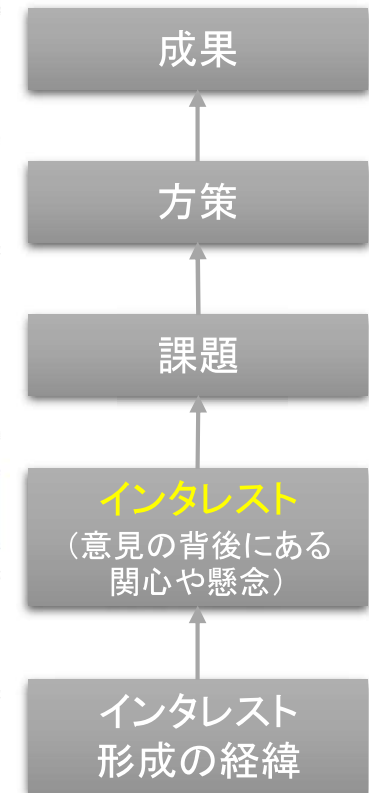 成果
方策
課題
インタレスト
（意見の背後にある
関心や懸念）
インタレスト
形成の経緯